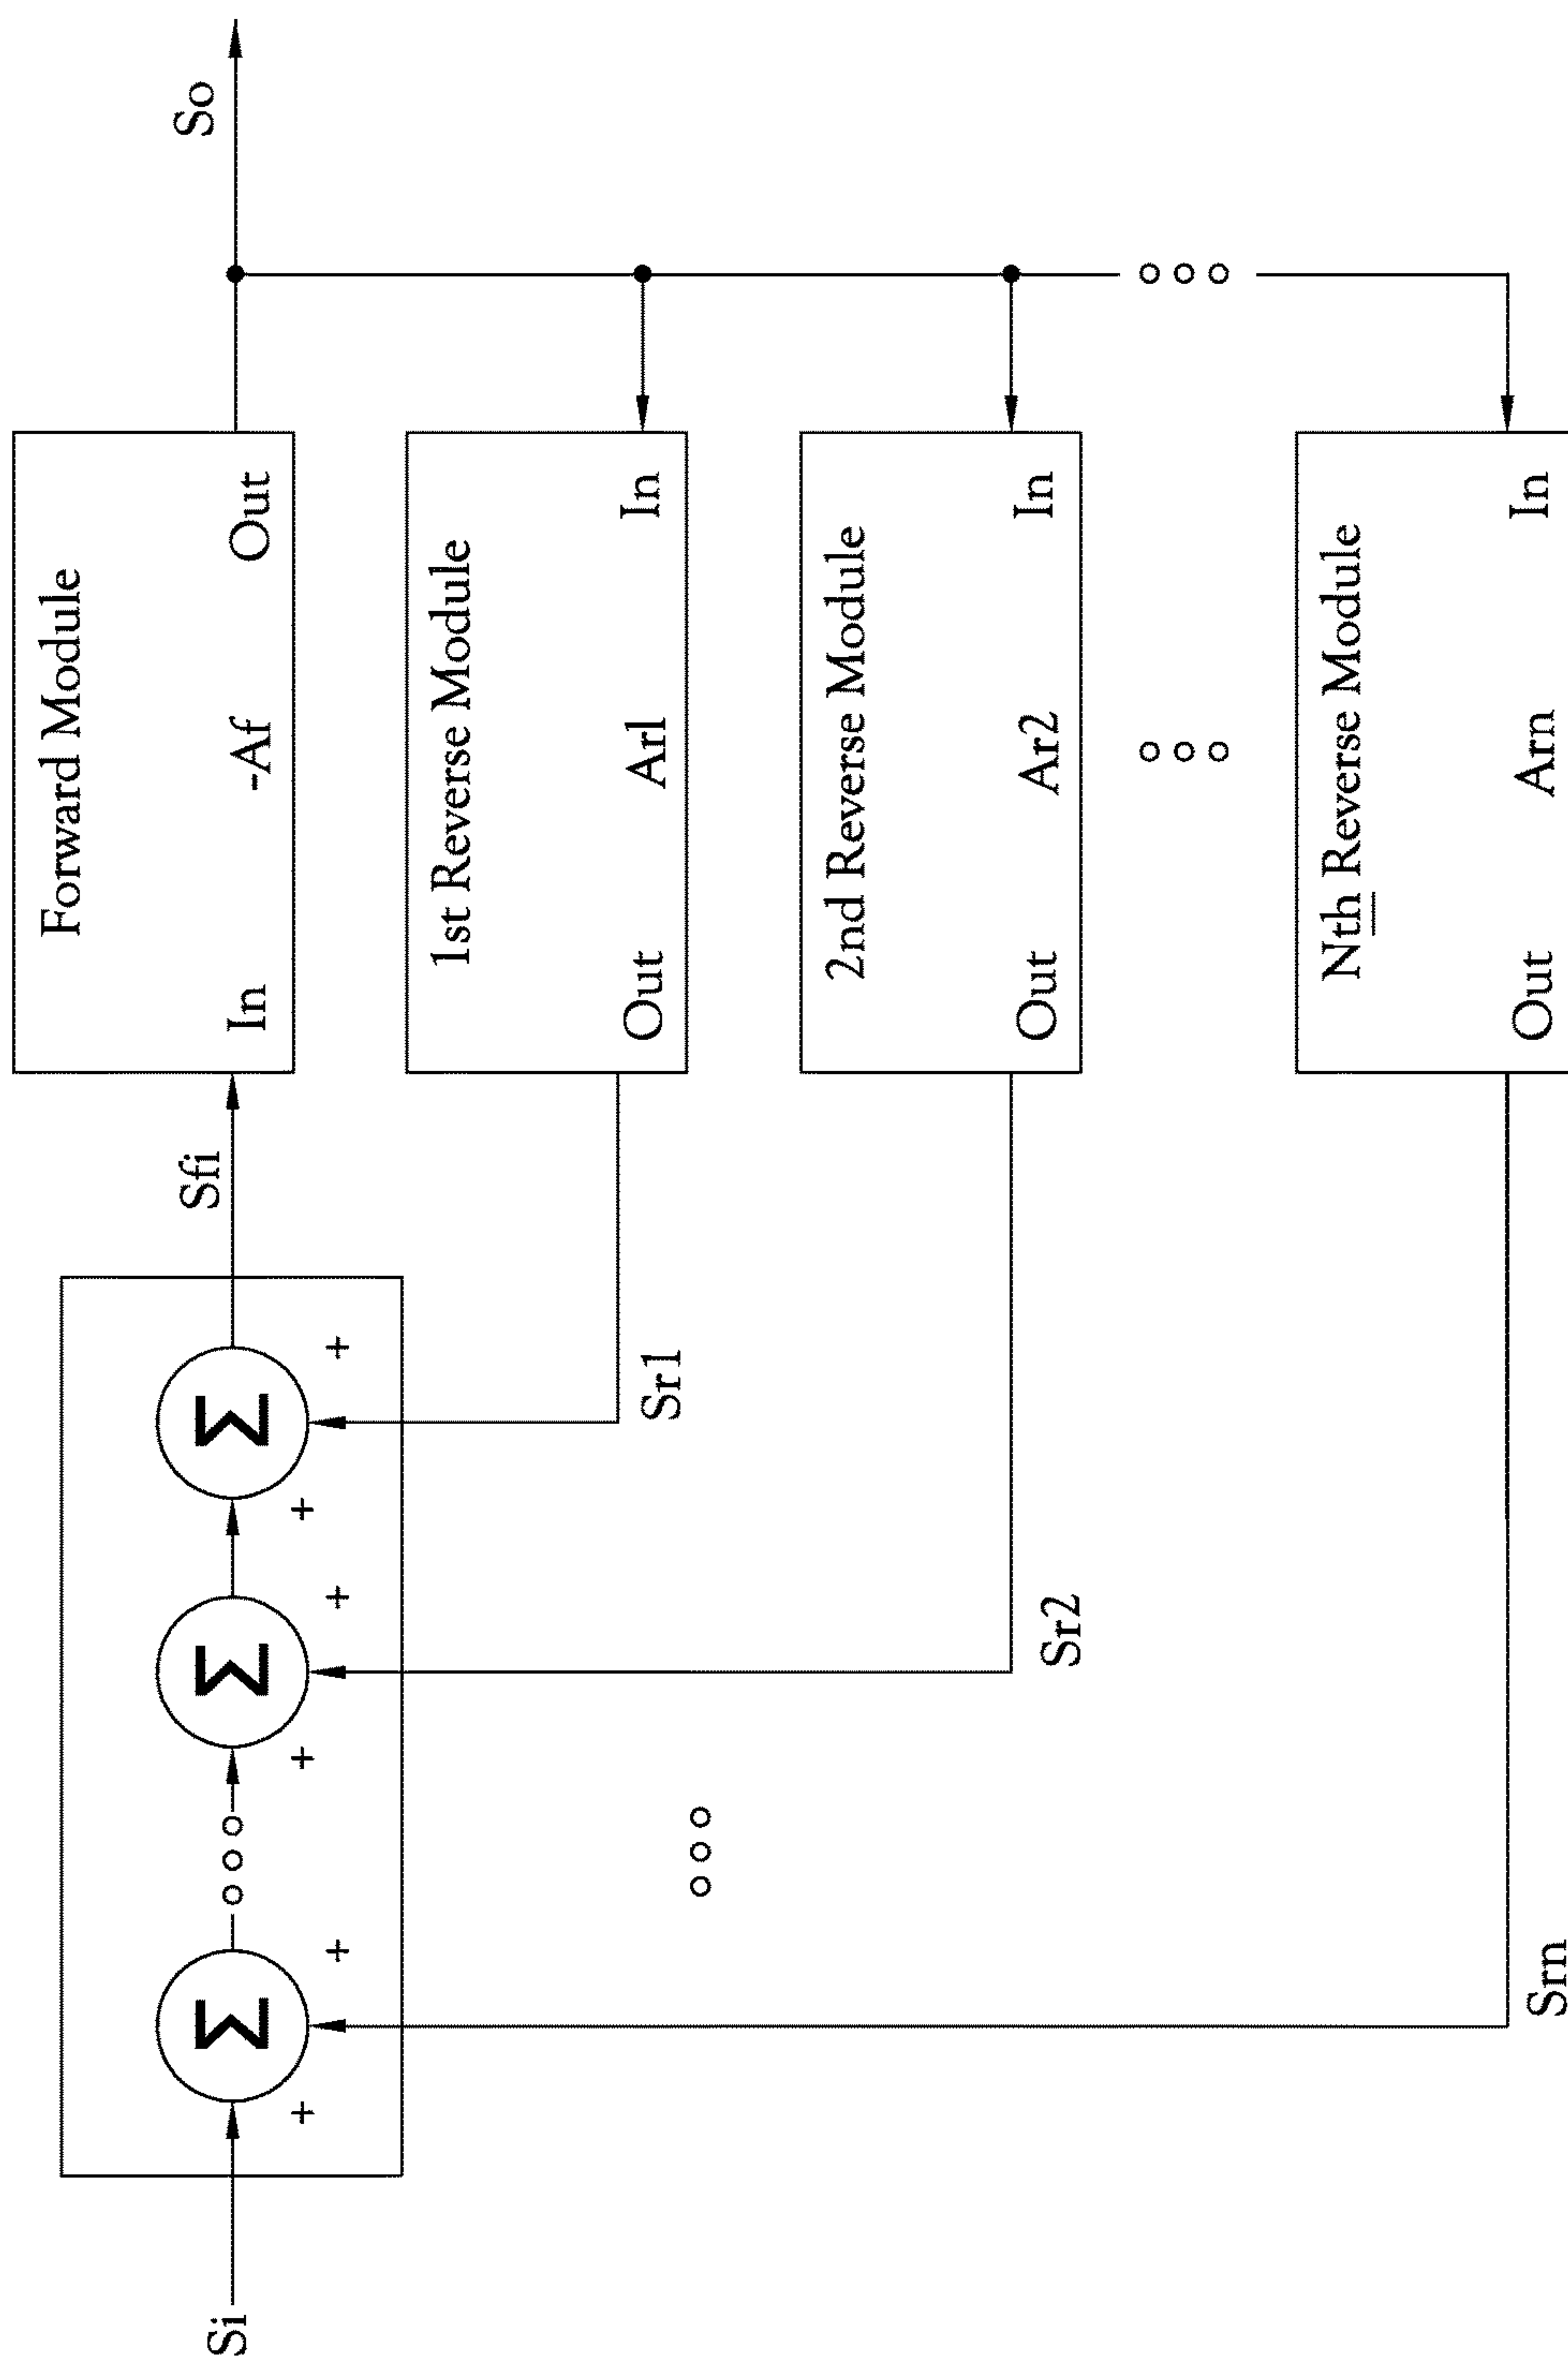 Forward Module
Si
+
Σ
+
+
Σ
+
+
Σ
+
Sfi
In
-Af
Out
So
1st Reverse Module
Sr1
Out
Ar1
In
2nd Reverse Module
Sr2
Out
Ar2
In
Nth Reverse Module
Srn
Out
Arn
In